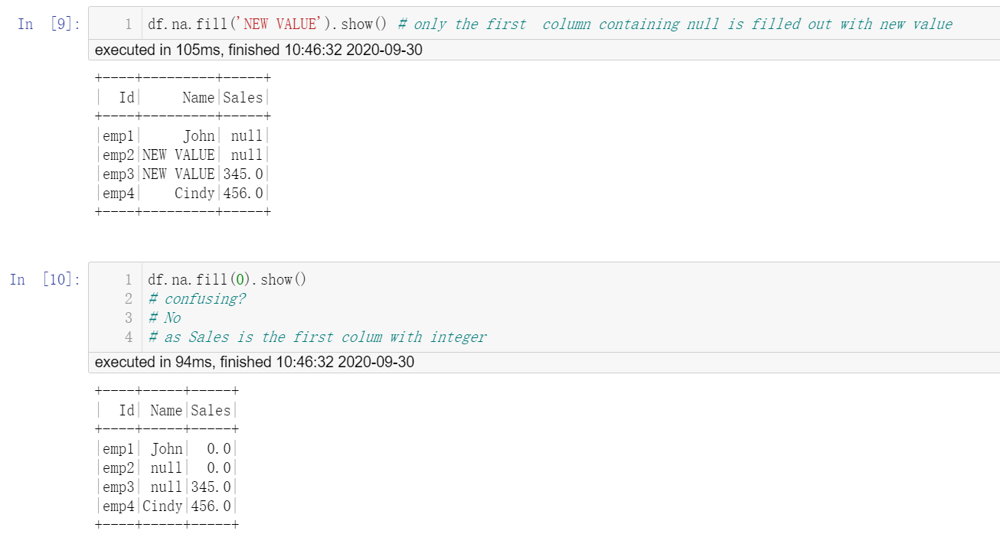 In [9]: 1 df.na.fill('NEW VALUE').show() # only the first  column containing null is filled out with new value
executed in 105ms, finished 10:46:32 2020-09-30
+----+---------+-----+
|  Id|     Name|Sales|
+----+---------+-----+
|emp1|     John| null|
|emp2|NEW VALUE| null|
|emp3|NEW VALUE|345.0|
|emp4|    Cindy|456.0|
+----+---------+-----+
In [10]: 1 df.na.fill(0).show()
2 # confusing?
3 # No
4 # as Sales is the first colum with integer
executed in 94ms, finished 10:46:32 2020-09-30
+----+-----+-----+
|  Id| Name|Sales|
+----+-----+-----+
|emp1| John|  0.0|
|emp2| null|  0.0|
|emp3| null|345.0|
|emp4|Cindy|456.0|
+----+-----+-----+